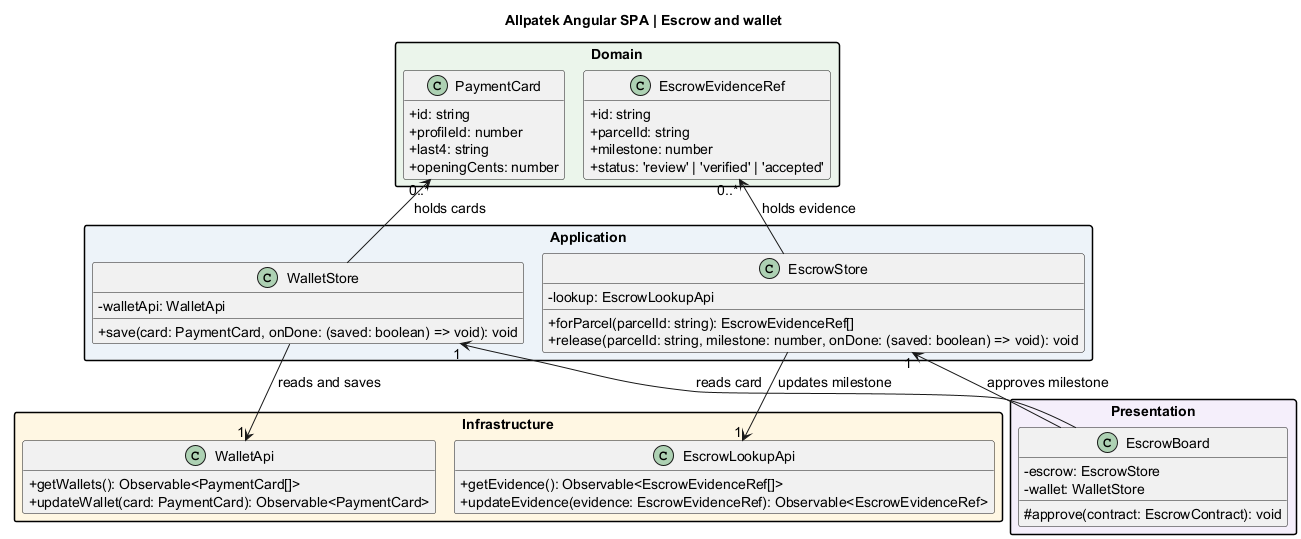 Allpatek Angular SPA | Escrow and wallet
Domain
C PaymentCard
+id: string
+profileId: number
+last4: string
+openingCents: number
C EscrowEvidenceRef
+id: string
+parcelId: string
+milestone: number
+status: 'review' | 'verified' | 'accepted'
0..*
holds cards
0..*
holds evidence
Application
C WalletStore
-walletApi: WalletApi
+save(card: PaymentCard, onDone: (saved: boolean) => void): void
C EscrowStore
-lookup: EscrowLookupApi
+forParcel(parcelId: string): EscrowEvidenceRef[]
+release(parcelId: string, milestone: number, onDone: (saved: boolean) => void): void
1
1
reads and saves
reads card
updates milestone
approves milestone
Infrastructure
1
C WalletApi
+getWallets(): Observable<PaymentCard[]>
+updateWallet(card: PaymentCard): Observable<PaymentCard>
1
C EscrowLookupApi
+getEvidence(): Observable<EscrowEvidenceRef[]>
+updateEvidence(evidence: EscrowEvidenceRef): Observable<EscrowEvidenceRef>
Presentation
C EscrowBoard
-escrow: EscrowStore
-wallet: WalletStore
#approve(contract: EscrowContract): void